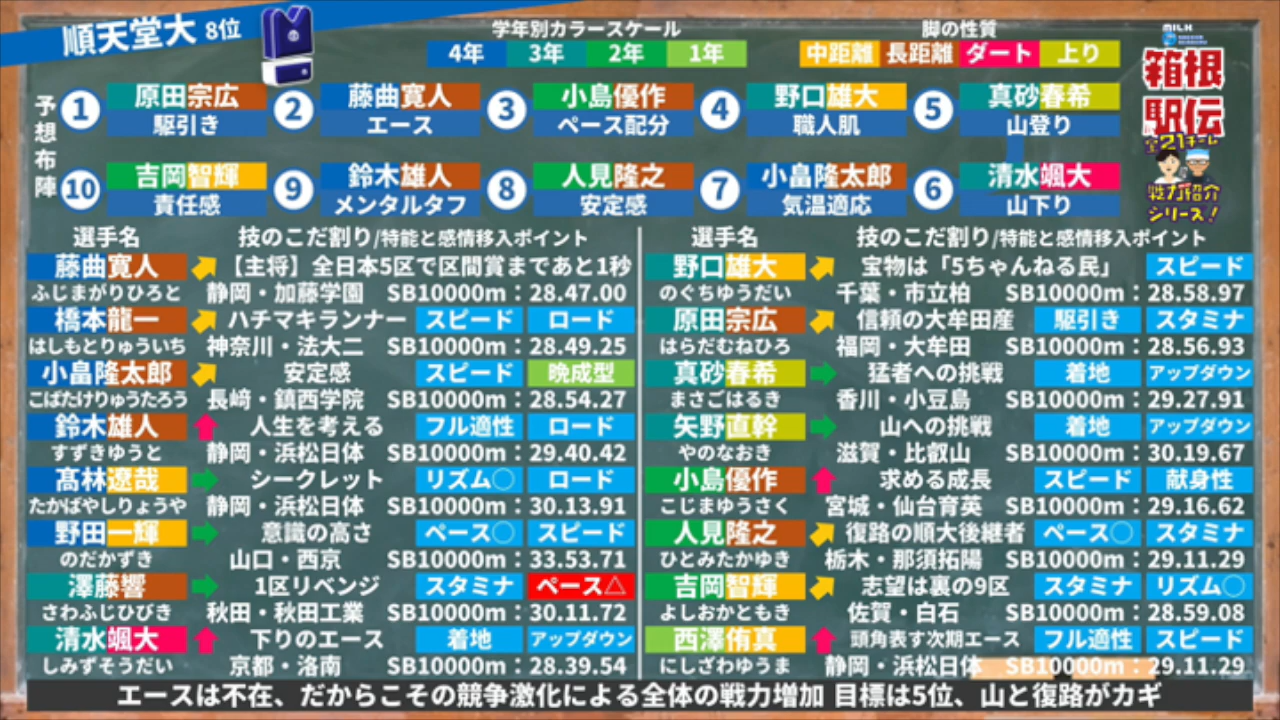 順天堂大 8位
学年別カラースケール
4年 3年 2年 1年
脚の性質
中距離 長距離 ダート 上り
箱根
駅伝
全21チーム
戦力紹介
シリーズ!
予想布陣
① 原田宗広 ② 藤曲寛人 ③ 小島優作 ④ 野口雄大 ⑤ 真砂春希
駆引き エース ペース配分 職人肌 山登り
⑩ 吉岡智輝 ⑨ 鈴木雄人 ⑧ 人見隆之 ⑦ 小畠隆太郎 ⑥ 清水颯大
責任感 メンタルタフ 安定感 気温適応 山下り
選手名 技のこだ割り/特能と感情移入ポイント
藤曲寛人 【主将】全日本5区で区間賞まであと1秒
ふじまがりひろと 静岡・加藤学園 SB10000m:28.47.00
橋本龍一 ハチマキランナー スピード ロード
はしもとりゅういち 神奈川・法大二 SB10000m:28.49.25
小畠隆太郎 安定感 スピード 晩成型
こばたけりゅうたろう 長崎・鎮西学院 SB10000m:28.54.27
鈴木雄人 人生を考える フル適性 ロード
すずきゆうと 静岡・浜松日体 SB10000m:29.40.42
髙林遼哉 シークレット リズム○ ロード
たかばやしりょうや 静岡・浜松日体 SB10000m:30.13.91
野田一輝 意識の高さ ペース○ スピード
のだかずき 山口・西京 SB10000m:33.53.71
澤藤響 1区リベンジ スタミナ ペース△
さわふじひびき 秋田・秋田工業 SB10000m:30.11.72
清水颯大 下りのエース 着地 アップダウン
しみずそうだい 京都・洛南 SB10000m:28.39.54
選手名 技のこだ割り/特能と感情移入ポイント
野口雄大 宝物は「5ちゃんねる民」 スピード
のぐちゆうだい 千葉・市立柏 SB10000m:28.58.97
原田宗広 信頼の大牟田産 駆引き スタミナ
はらだむねひろ 福岡・大牟田 SB10000m:28.56.93
真砂春希 猛者への挑戦 着地 アップダウン
まさごはるき 香川・小豆島 SB10000m:29.27.91
矢野直幹 山への挑戦 着地 アップダウン
やのなおき 滋賀・比叡山 SB10000m:30.19.67
小島優作 求める成長 スピード 献身性
こじまゆうさく 宮城・仙台育英 SB10000m:29.16.62
人見隆之 復路の順大後継者 ペース○ スタミナ
ひとみたかゆき 栃木・那須拓陽 SB10000m:29.11.29
吉岡智輝 志望は裏の9区 スタミナ リズム○
よしおかともき 佐賀・白石 SB10000m:28.59.08
西澤侑真 頭角表す次期エース フル適性 スピード
にしざわゆうま 静岡・浜松日体 SB10000m:29.11.29
エースは不在、だからこその競争激化による全体の戦力増加 目標は5位、山と復路がカギ